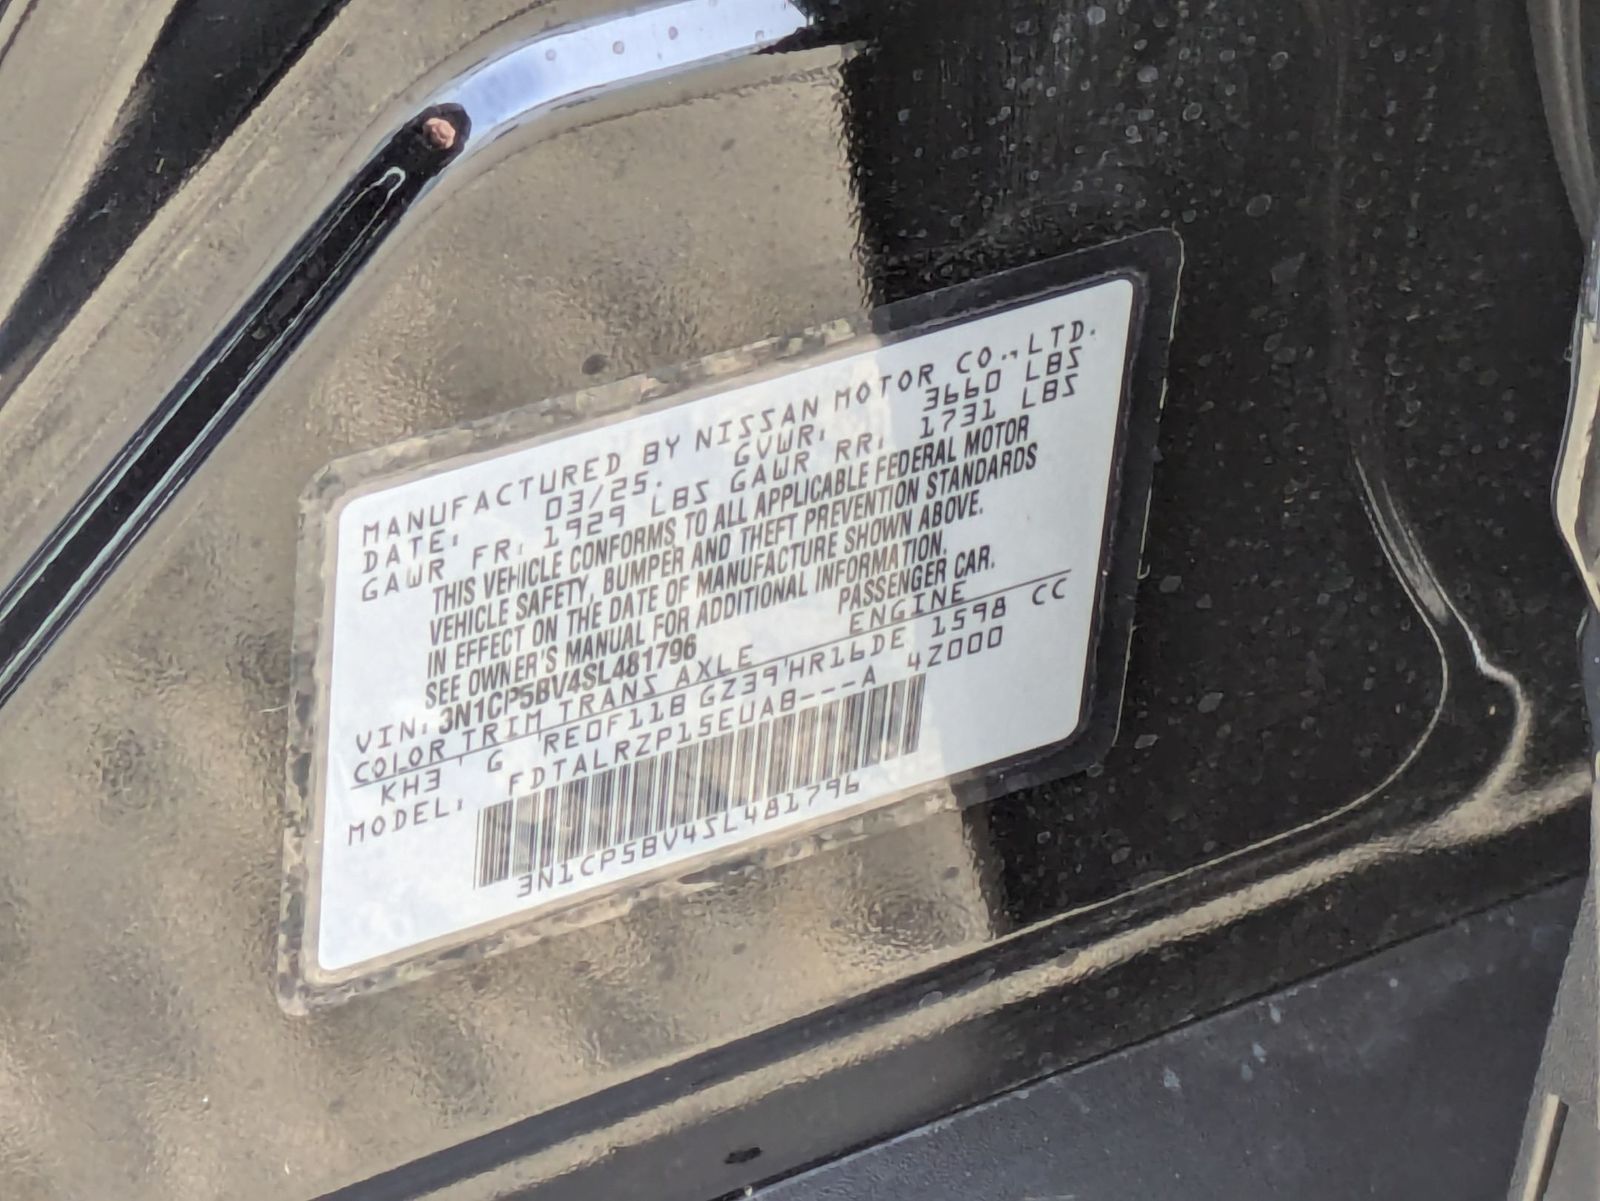 MANUFACTURED BY NISSAN MOTOR CO.,LTD.
DATE: 03/25. GVWR: 3660 LBS
GAWR FR: 1929 LBS GAWR RR: 1731 LBS
THIS VEHICLE CONFORMS TO ALL APPLICABLE FEDERAL MOTOR
VEHICLE SAFETY, BUMPER AND THEFT PREVENTION STANDARDS
IN EFFECT ON THE DATE OF MANUFACTURE SHOWN ABOVE.
SEE OWNER'S MANUAL FOR ADDITIONAL INFORMATION.
VIN: 3N1CP5BV4SL481796 PASSENGER CAR.
COLOR TRIM TRANS AXLE ENGINE
KH3 ' G 'RE0F11B GZ39'HR16DE 1598 CC
MODEL: FDTALRZP15EUAB---A 4Z000
3N1CP5BV4SL481796